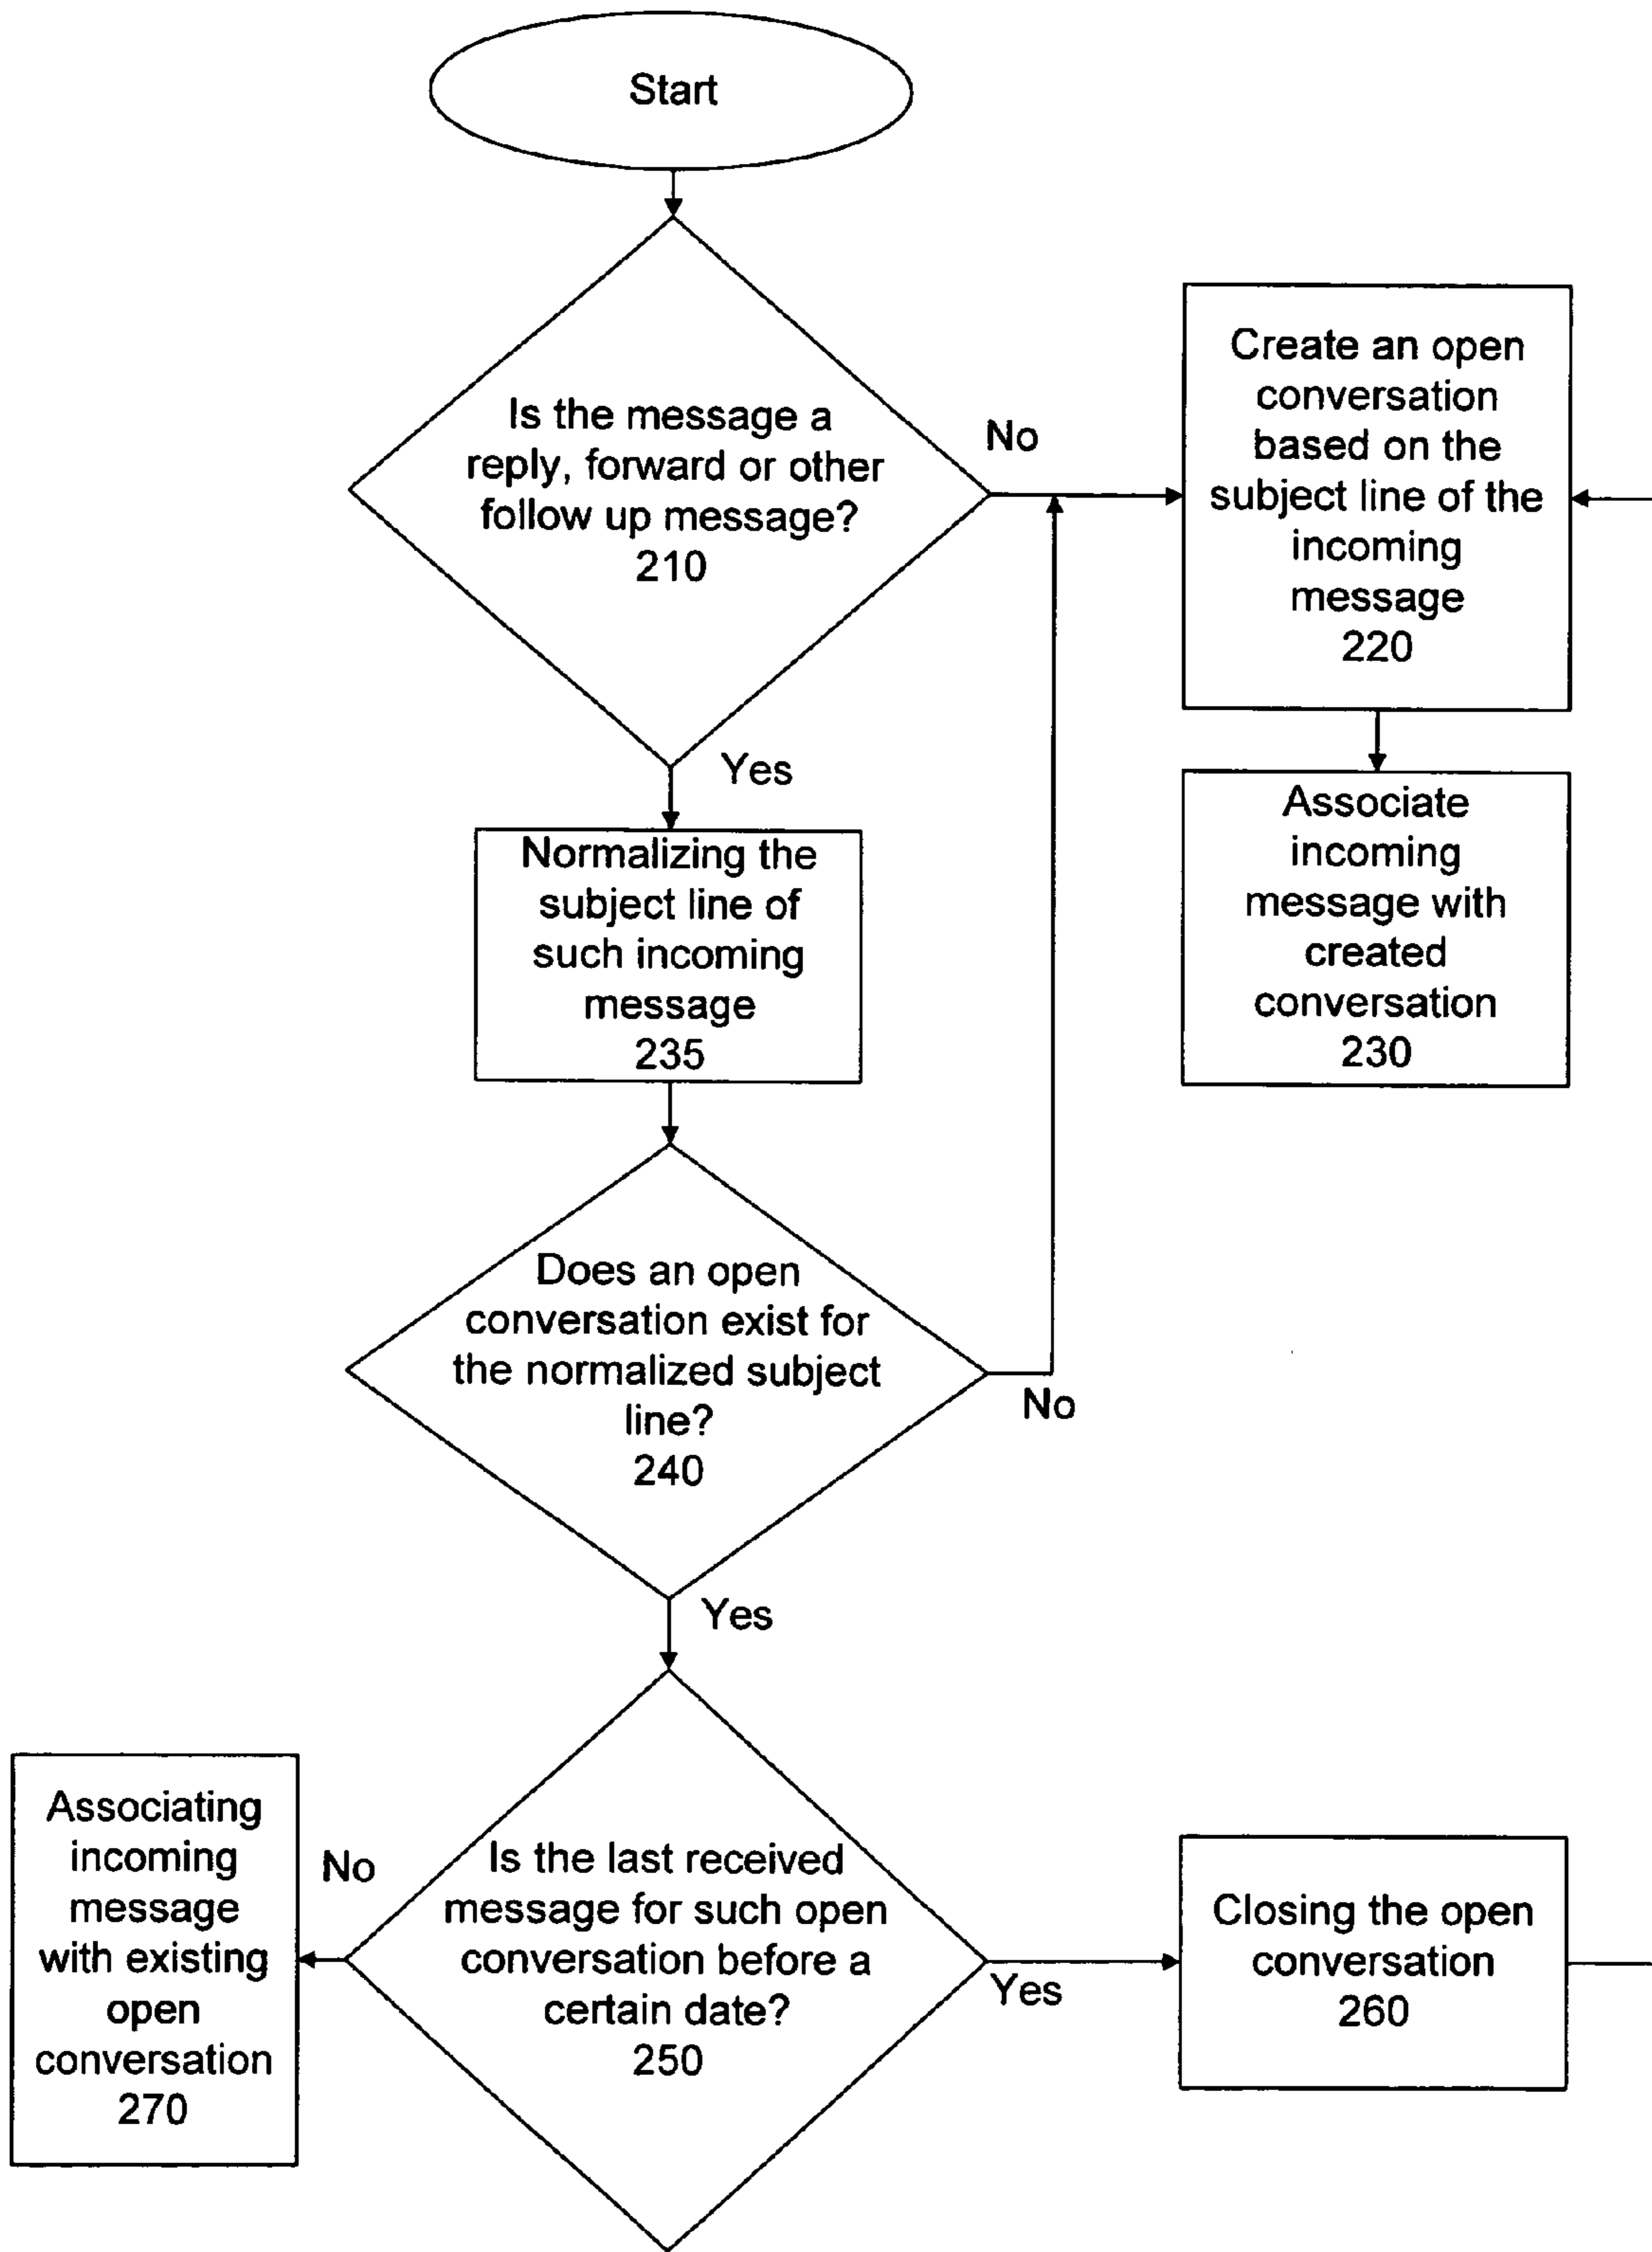 Start
Is the message a
reply, forward or other
follow up message?
210
No
Yes
Create an open
conversation
based on the
subject line of the
incoming
message
220
Associate
incoming
message with
created
conversation
230
Normalizing the
subject line of
such incoming
message
235
Does an open
conversation exist for
the normalized subject
line?
240
No
Yes
Is the last received
message for such open
conversation before a
certain date?
250
No
Yes
Associating
incoming
message
with existing
open
conversation
270
Closing the open
conversation
260